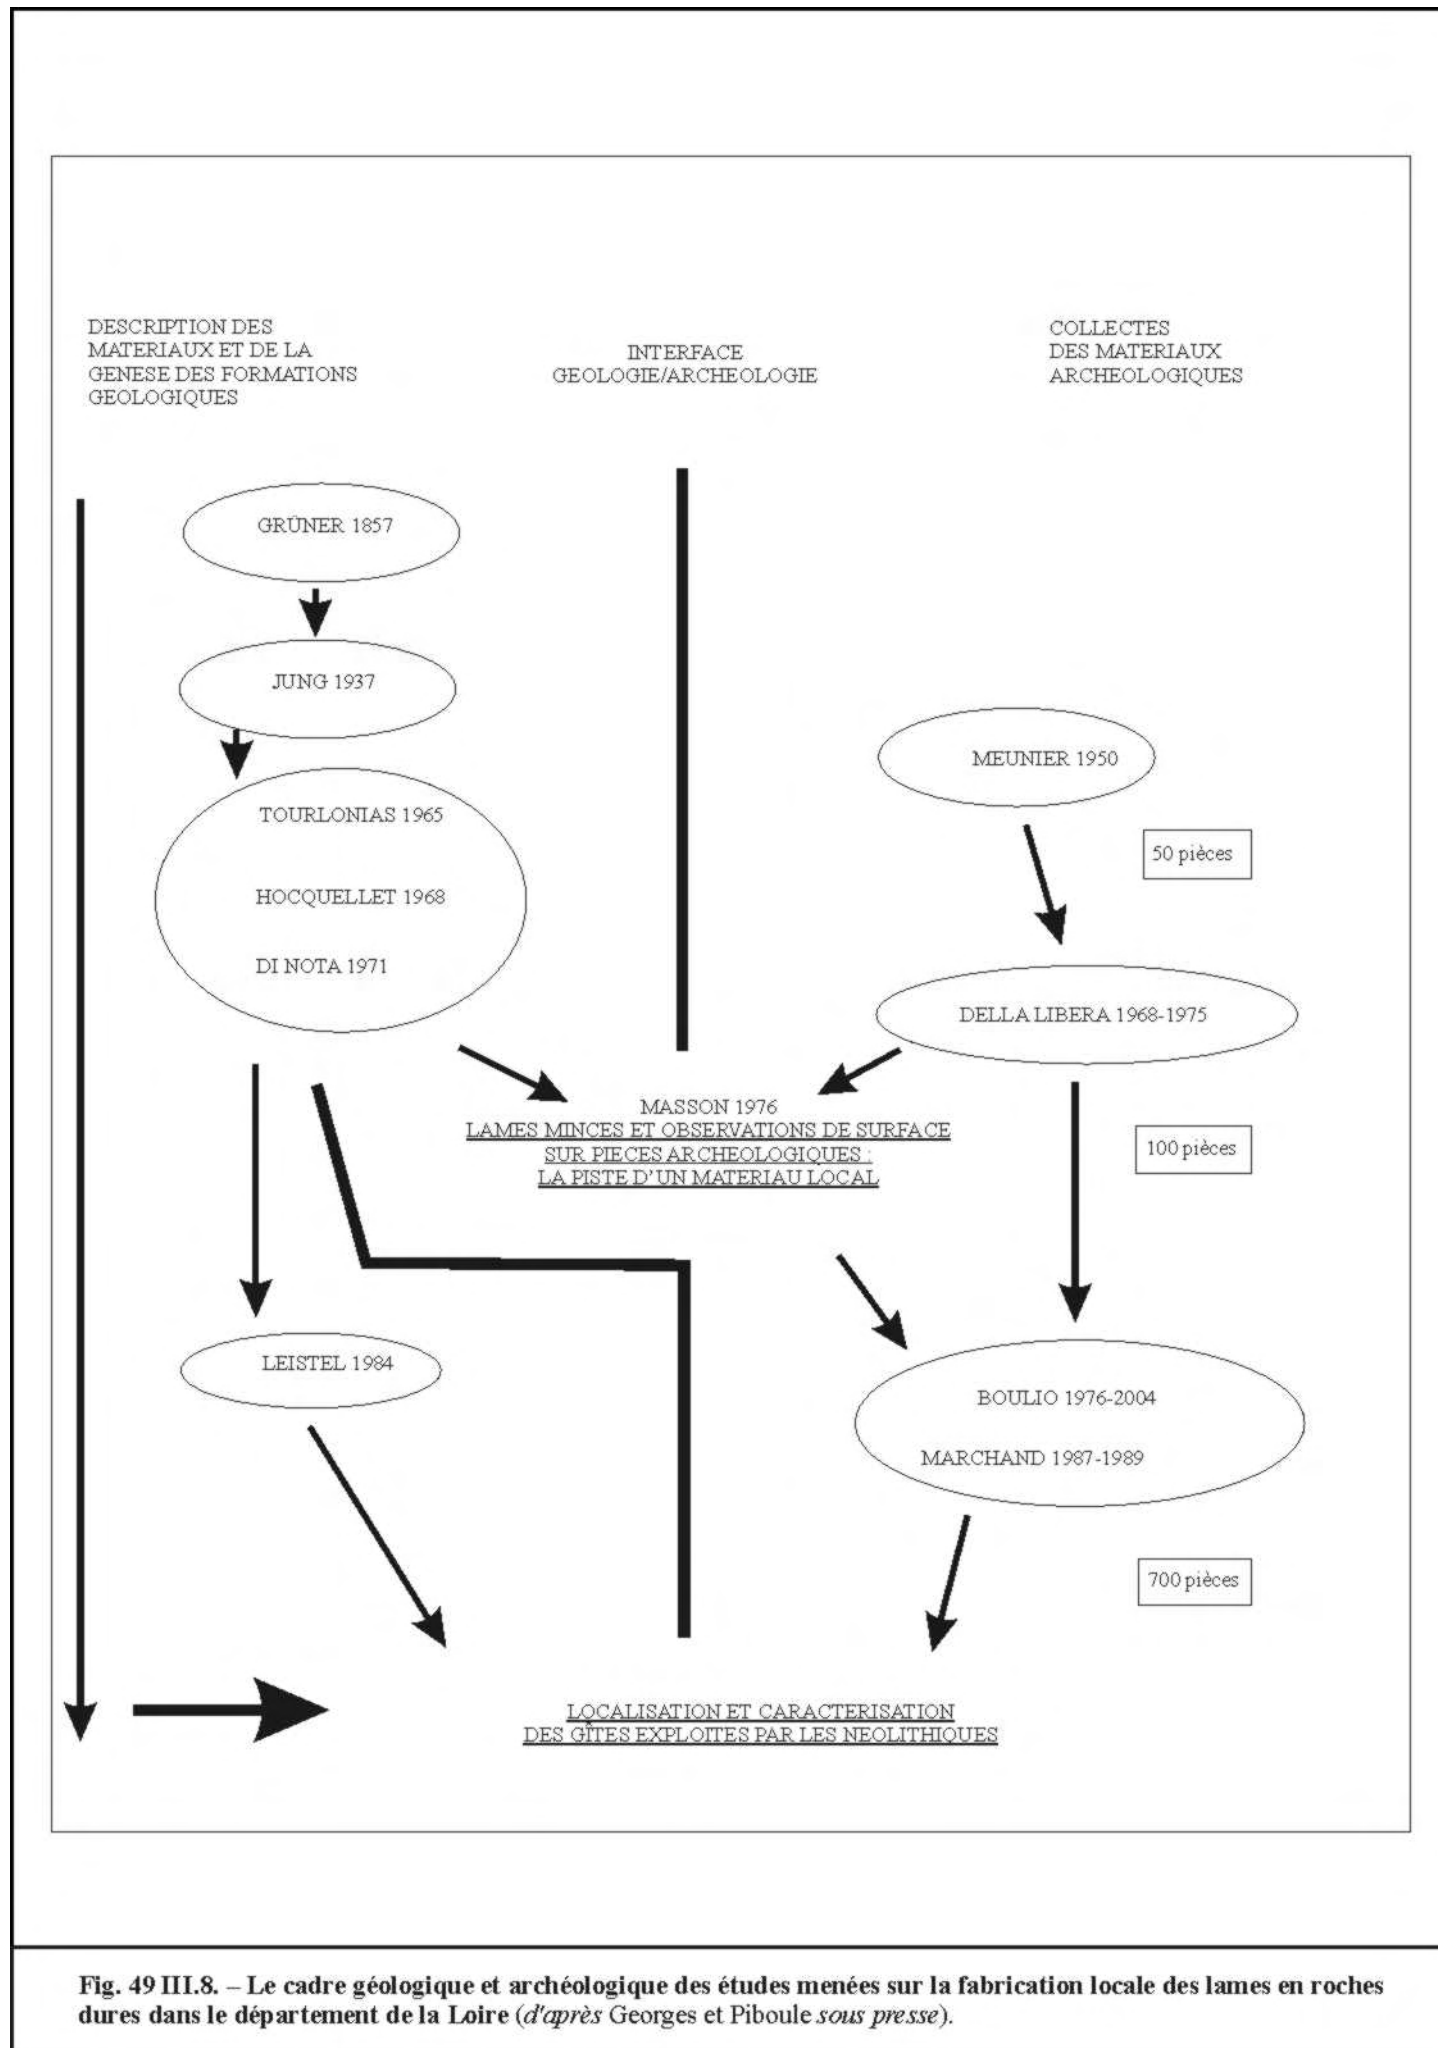 DESCRIPTION DES
MATERIAUX ET DE LA
GENESE DES FORMATIONS
GEOLOGIQUES
INTERFACE
GEOLOGIE/ARCHEOLOGIE
COLLECTES
DES MATERIAUX
ARCHEOLOGIQUES
GRÜNER 1857
JUNG 1937
TOURLONIAS 1965
HOCQUELLET 1968
DI NOTA 1971
MEUNIER 1950
50 pièces
DELLA LIBERA 1968-1975
MASSON 1976
LAMES MINCES ET OBSERVATIONS DE SURFACE
SUR PIECES ARCHEOLOGIQUES :
LA PISTE D'UN MATERIAU LOCAL
100 pièces
LEISTEL 1984
BOULIO 1976-2004
MARCHAND 1987-1989
700 pièces
LOCALISATION ET CARACTERISATION
DES GÎTES EXPLOITES PAR LES NEOLITHIQUES
Fig. 49 III.8. – Le cadre géologique et archéologique des études menées sur la fabrication locale des lames en roches
dures dans le département de la Loire (d'après Georges et Piboule sous presse).